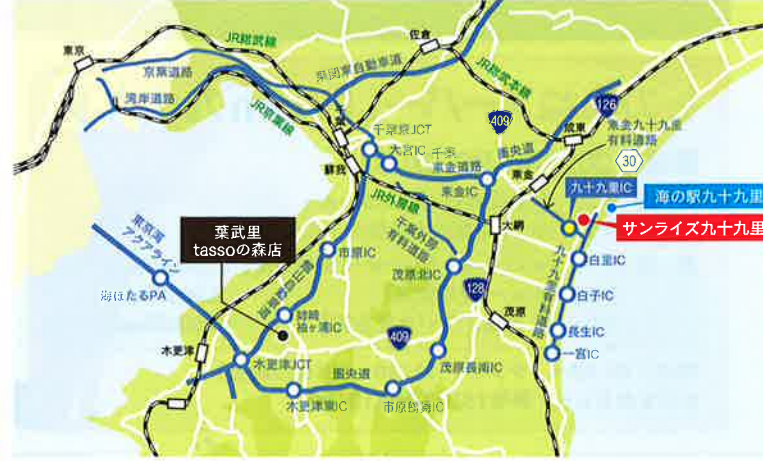 東京
JR総武線
佐倉
京葉道路
東関東自動車道
JR総武本線
湾岸道路
JR京葉線
千葉
409
126
千葉東JCT
大宮IC
千葉
東金道路
圏央道
成東
東金九十九里
有料道路
30
蘇我
東金IC
東金
九十九里IC
JR外房線
海の駅九十九里
サンライズ九十九里
大網
東京湾
アクアライン
葉武里
tassoの森店
市原IC
千葉外房
有料道路
白里IC
茂原北IC
九十九里有料道路
海ほたるPA
館山自動車道
128
白子IC
姉崎
袖ヶ浦IC
茂原
409
長生IC
木更津
木更津JCT
圏央道
茂原長南IC
一宮IC
木更津東IC
市原鶴舞IC